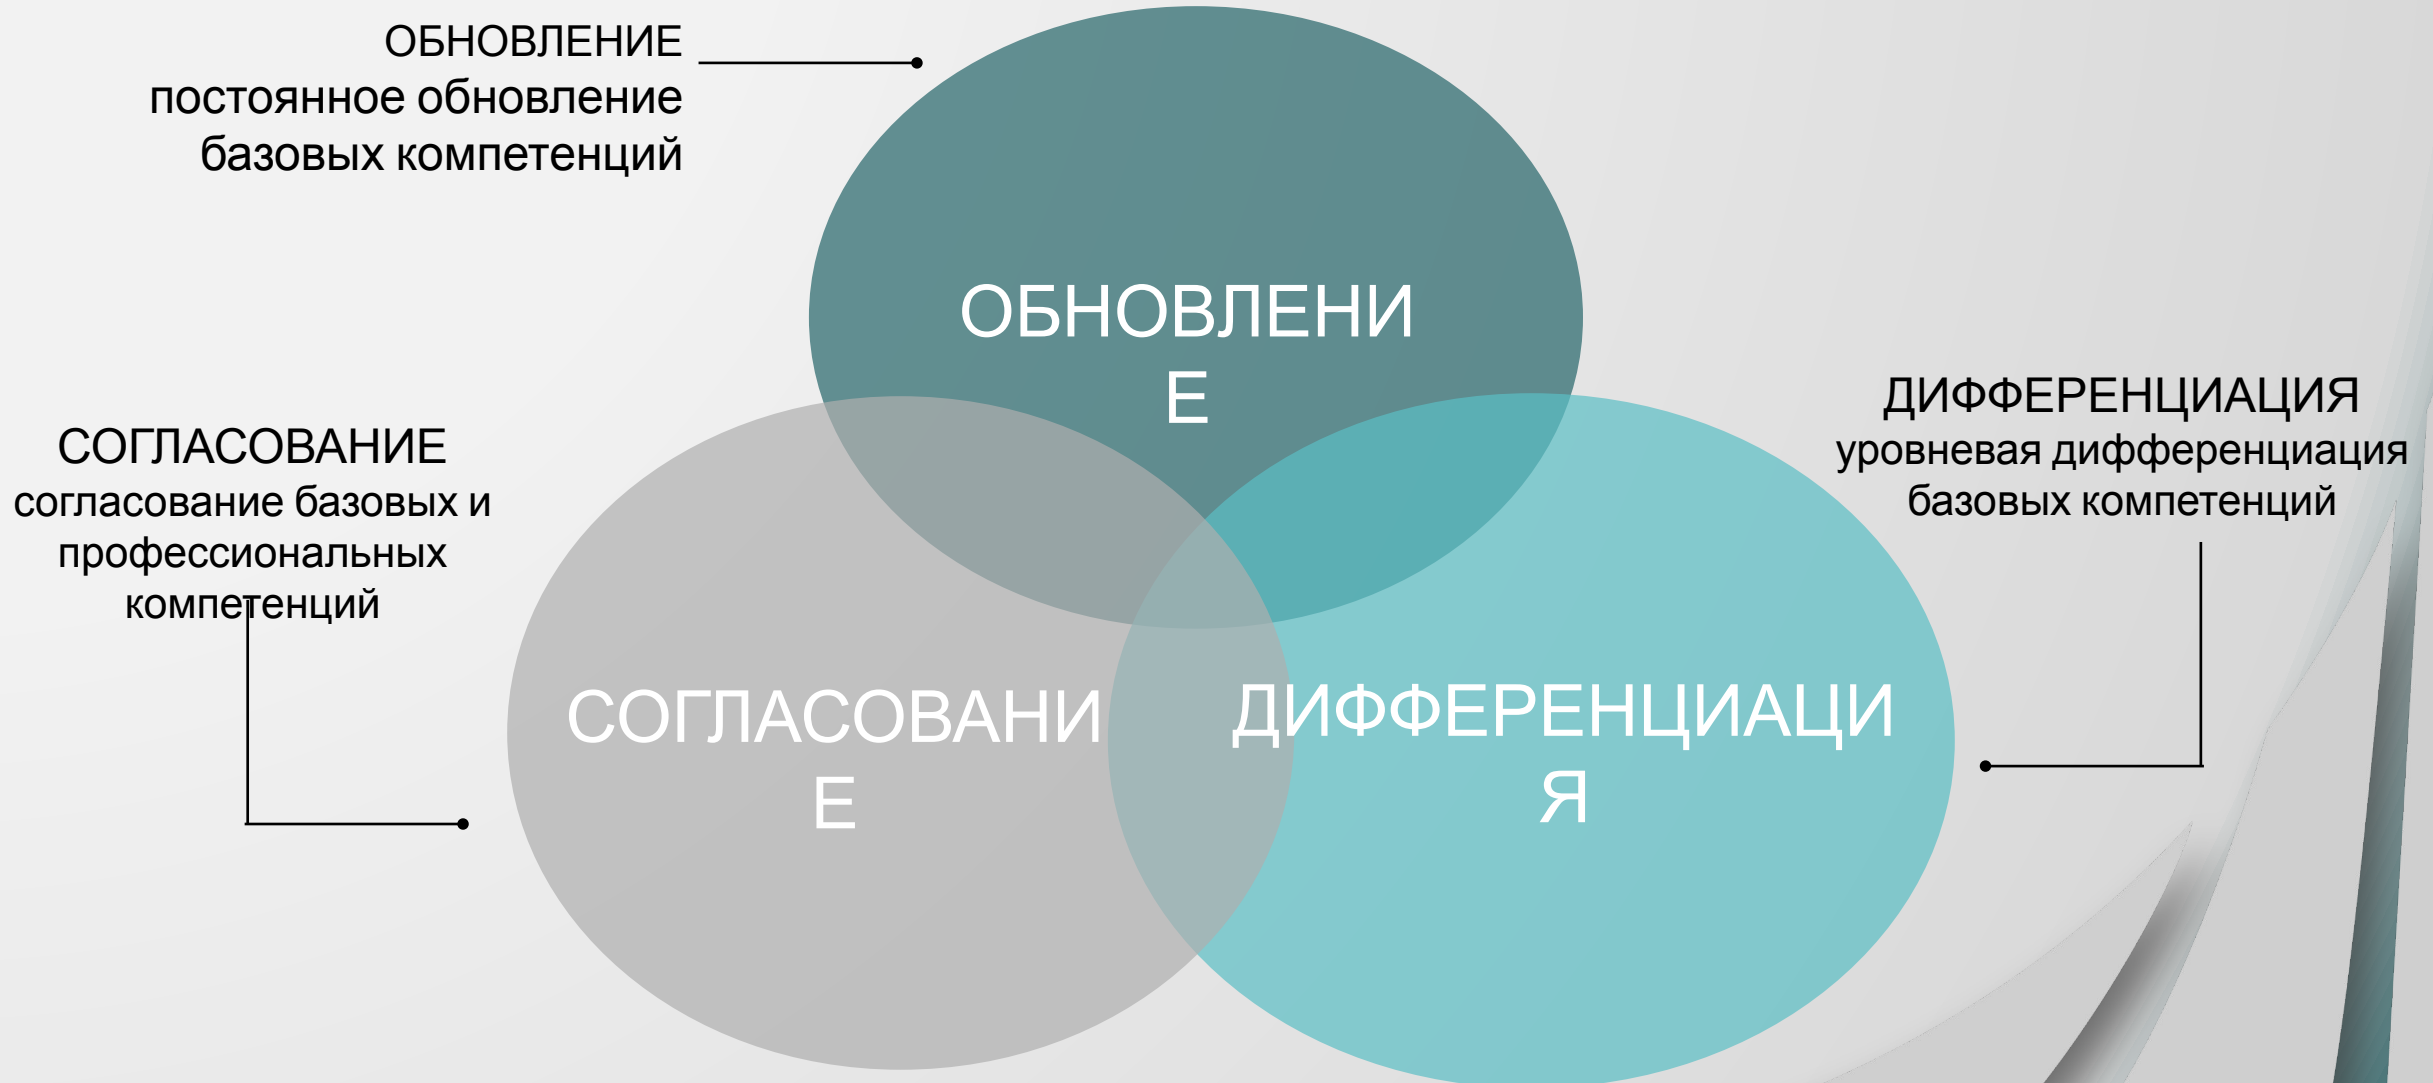 ОБНОВЛЕНИЕ
постоянное обновление
базовых компетенций
ОБНОВЛЕНИ
Е
СОГЛАСОВАНИЕ
согласование базовых и
профессиональных
компетенций
ДИФФЕРЕНЦИАЦИЯ
уровневая дифференциация
базовых компетенций
СОГЛАСОВАНИ
Е
ДИФФЕРЕНЦИАЦИ
Я